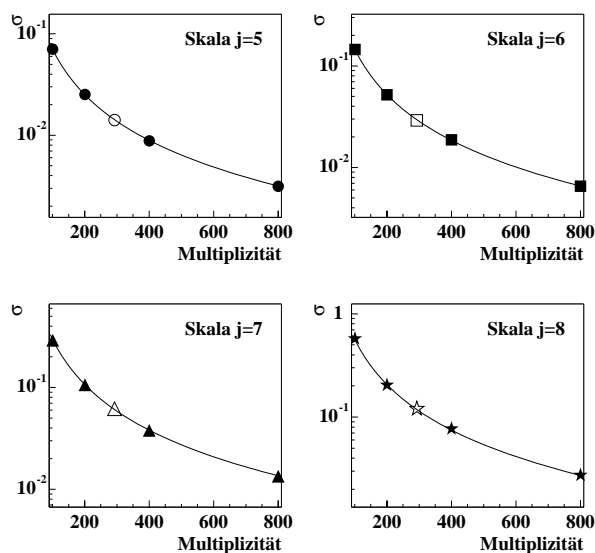 σ
10⁻¹
10⁻²
Skala j=5
200 400 600 800
Multiplizität
σ
10⁻¹
10⁻²
Skala j=6
200 400 600 800
Multiplizität
σ
10⁻¹
10⁻²
Skala j=7
200 400 600 800
Multiplizität
σ
1
10⁻¹
Skala j=8
200 400 600 800
Multiplizität